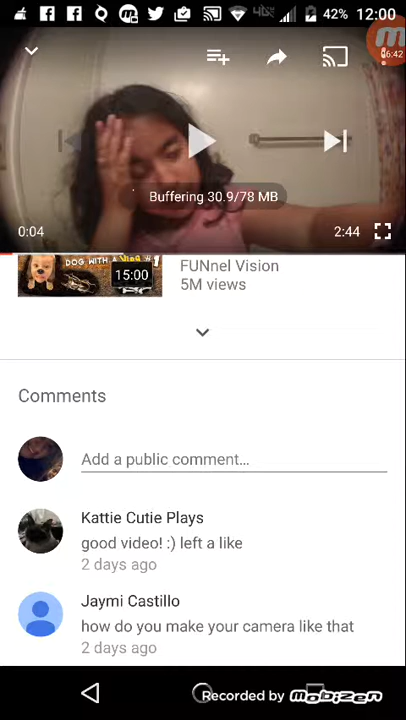 42% 12:00
6:42
Buffering 30.9/78 MB
0:04
2:44
DOG WITH A
15:00
FUNnel Vision
5M views
Comments
Add a public comment…
Kattie Cutie Plays
good video! :) left a like
2 days ago
Jaymi Castillo
how do you make your camera like that
2 days ago
Recorded by mobizen